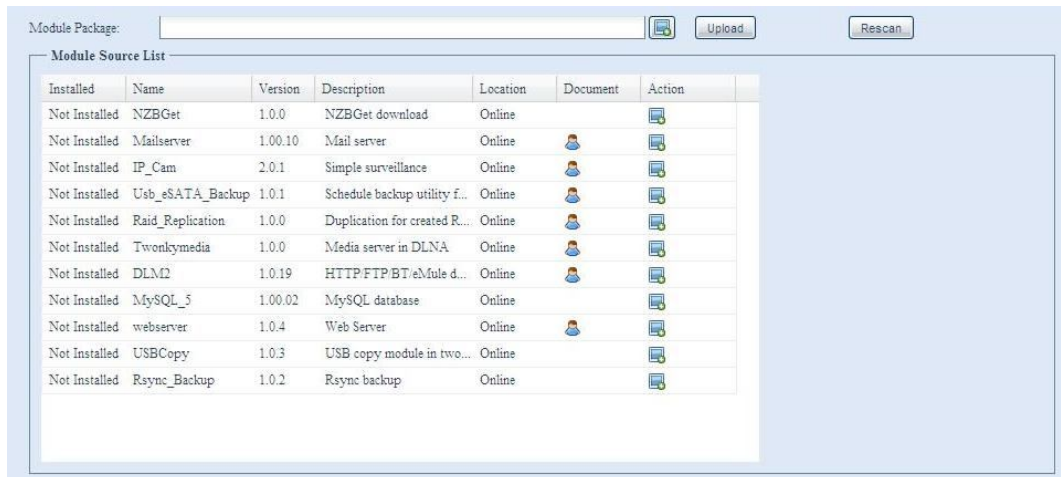 Module Package: Upload Rescan
Module Source List
Installed Name Version Description Location Document Action
Not Installed NZBGet 1.0.0 NZBGet download Online
Not Installed Mailserver 1.00.10 Mail server Online
Not Installed IP_Cam 2.0.1 Simple surveillance Online
Not Installed Usb_eSATA_Backup 1.0.1 Schedule backup utility f... Online
Not Installed Raid_Replication 1.0.0 Duplication for created R... Online
Not Installed Twonkymedia 1.0.0 Media server in DLNA Online
Not Installed DLM2 1.0.19 HTTP/FTP/BT/eMule d... Online
Not Installed MySQL_5 1.00.02 MySQL database Online
Not Installed webserver 1.0.4 Web Server Online
Not Installed USBCopy 1.0.3 USB copy module in two... Online
Not Installed Rsync_Backup 1.0.2 Rsync backup Online